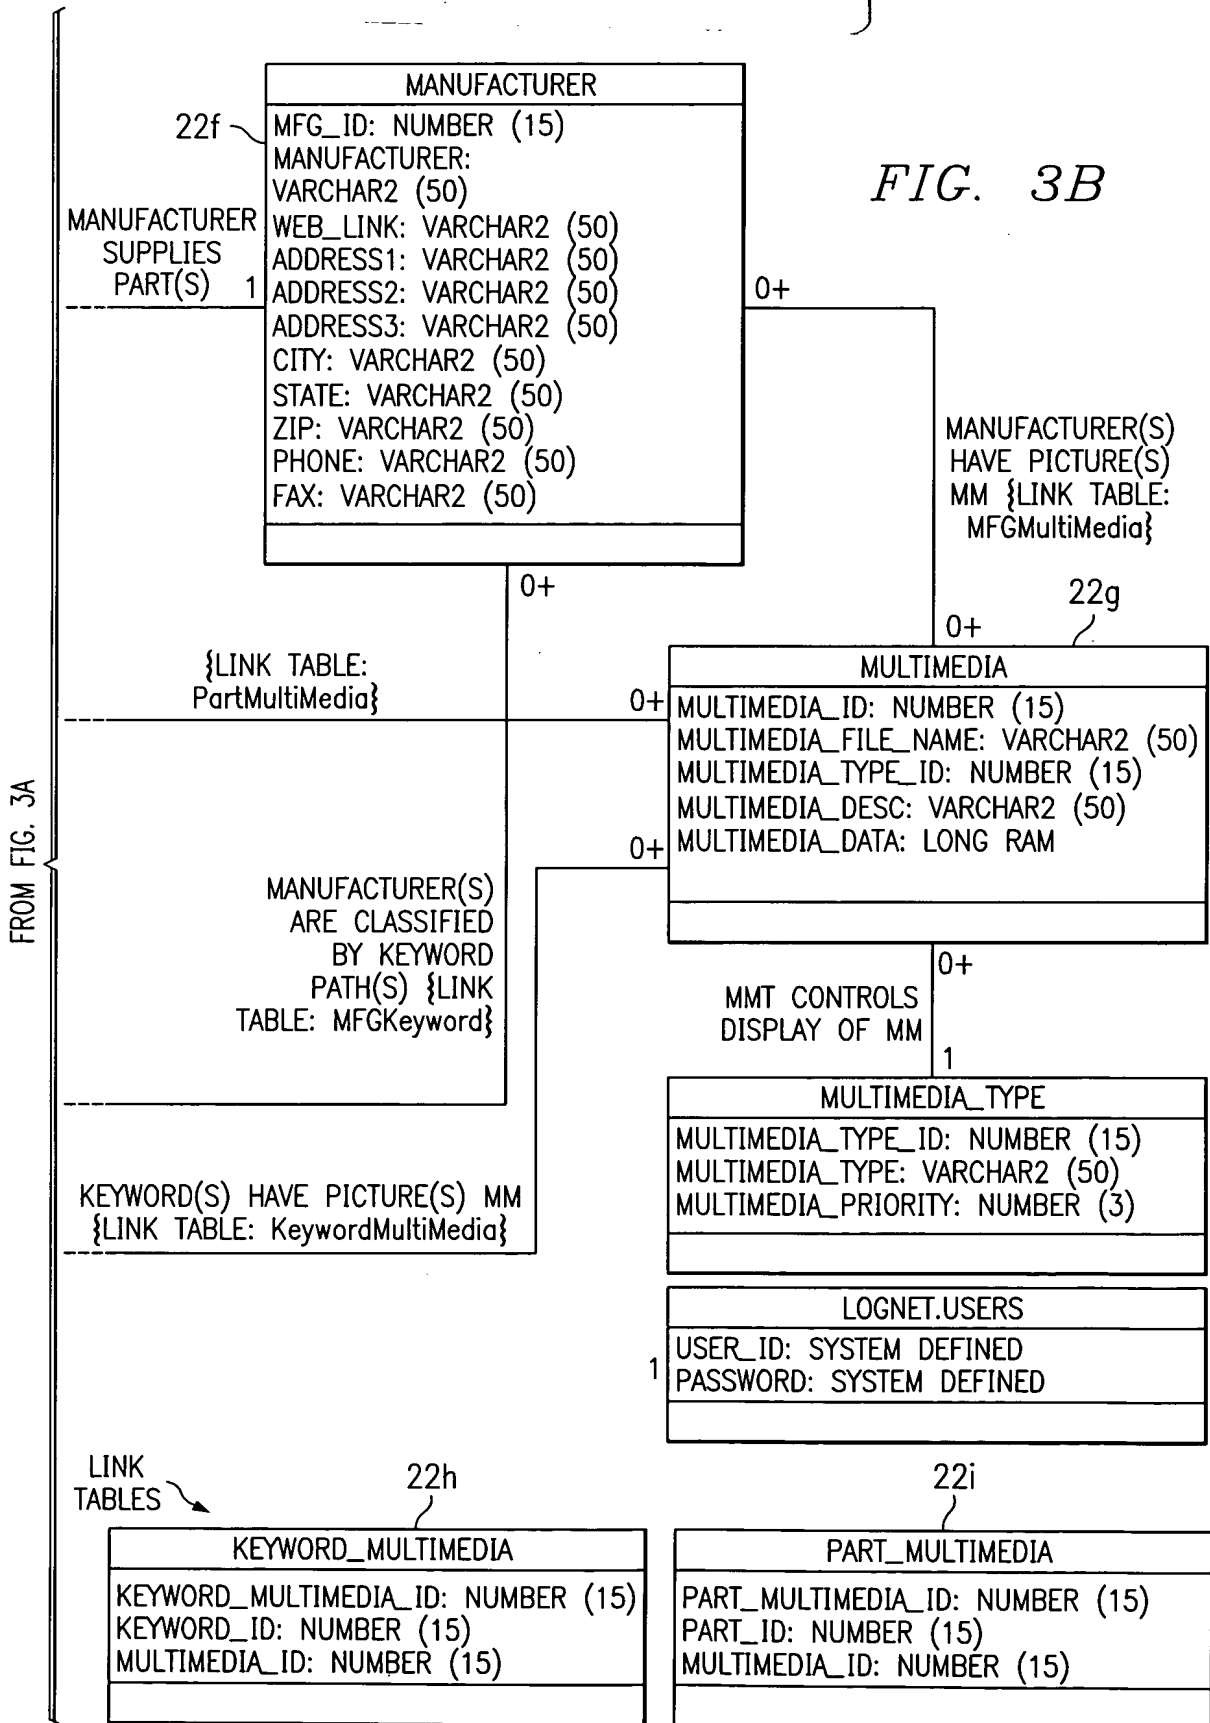 MANUFACTURER
22f
MFG_ID: NUMBER (15)
MANUFACTURER:
VARCHAR2 (50)
WEB_LINK: VARCHAR2 (50)
ADDRESS1: VARCHAR2 (50)
ADDRESS2: VARCHAR2 (50)
ADDRESS3: VARCHAR2 (50)
CITY: VARCHAR2 (50)
STATE: VARCHAR2 (50)
ZIP: VARCHAR2 (50)
PHONE: VARCHAR2 (50)
FAX: VARCHAR2 (50)
FIG. 3B
MANUFACTURER
SUPPLIES
PART(S)
1
0+
MANUFACTURER(S)
HAVE PICTURE(S)
MM {LINK TABLE:
MFGMultiMedia}
0+
0+
22g
{LINK TABLE:
PartMultiMedia}
0+
MULTIMEDIA
MULTIMEDIA_ID: NUMBER (15)
MULTIMEDIA_FILE_NAME: VARCHAR2 (50)
MULTIMEDIA_TYPE_ID: NUMBER (15)
MULTIMEDIA_DESC: VARCHAR2 (50)
MULTIMEDIA_DATA: LONG RAM
0+
FROM FIG. 3A
MANUFACTURER(S)
ARE CLASSIFIED
BY KEYWORD
PATH(S) {LINK
TABLE: MFGKeyword}
0+
MMT CONTROLS
DISPLAY OF MM
1
MULTIMEDIA_TYPE
MULTIMEDIA_TYPE_ID: NUMBER (15)
MULTIMEDIA_TYPE: VARCHAR2 (50)
MULTIMEDIA_PRIORITY: NUMBER (3)
KEYWORD(S) HAVE PICTURE(S) MM
{LINK TABLE: KeywordMultiMedia}
LOGNET.USERS
1
USER_ID: SYSTEM DEFINED
PASSWORD: SYSTEM DEFINED
LINK
TABLES
22h
KEYWORD_MULTIMEDIA
KEYWORD_MULTIMEDIA_ID: NUMBER (15)
KEYWORD_ID: NUMBER (15)
MULTIMEDIA_ID: NUMBER (15)
22i
PART_MULTIMEDIA
PART_MULTIMEDIA_ID: NUMBER (15)
PART_ID: NUMBER (15)
MULTIMEDIA_ID: NUMBER (15)